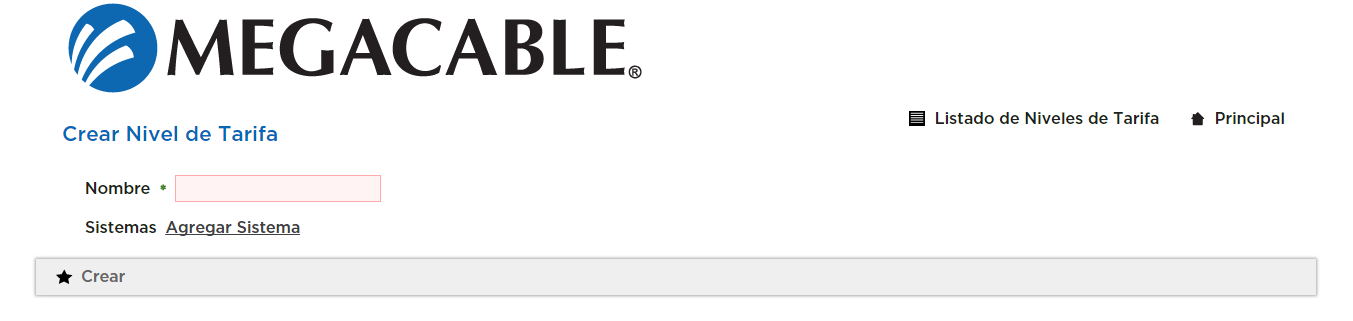 MEGACABLE®
Listado de Niveles de Tarifa Principal
Crear Nivel de Tarifa
Nombre *
Sistemas Agregar Sistema
Crear